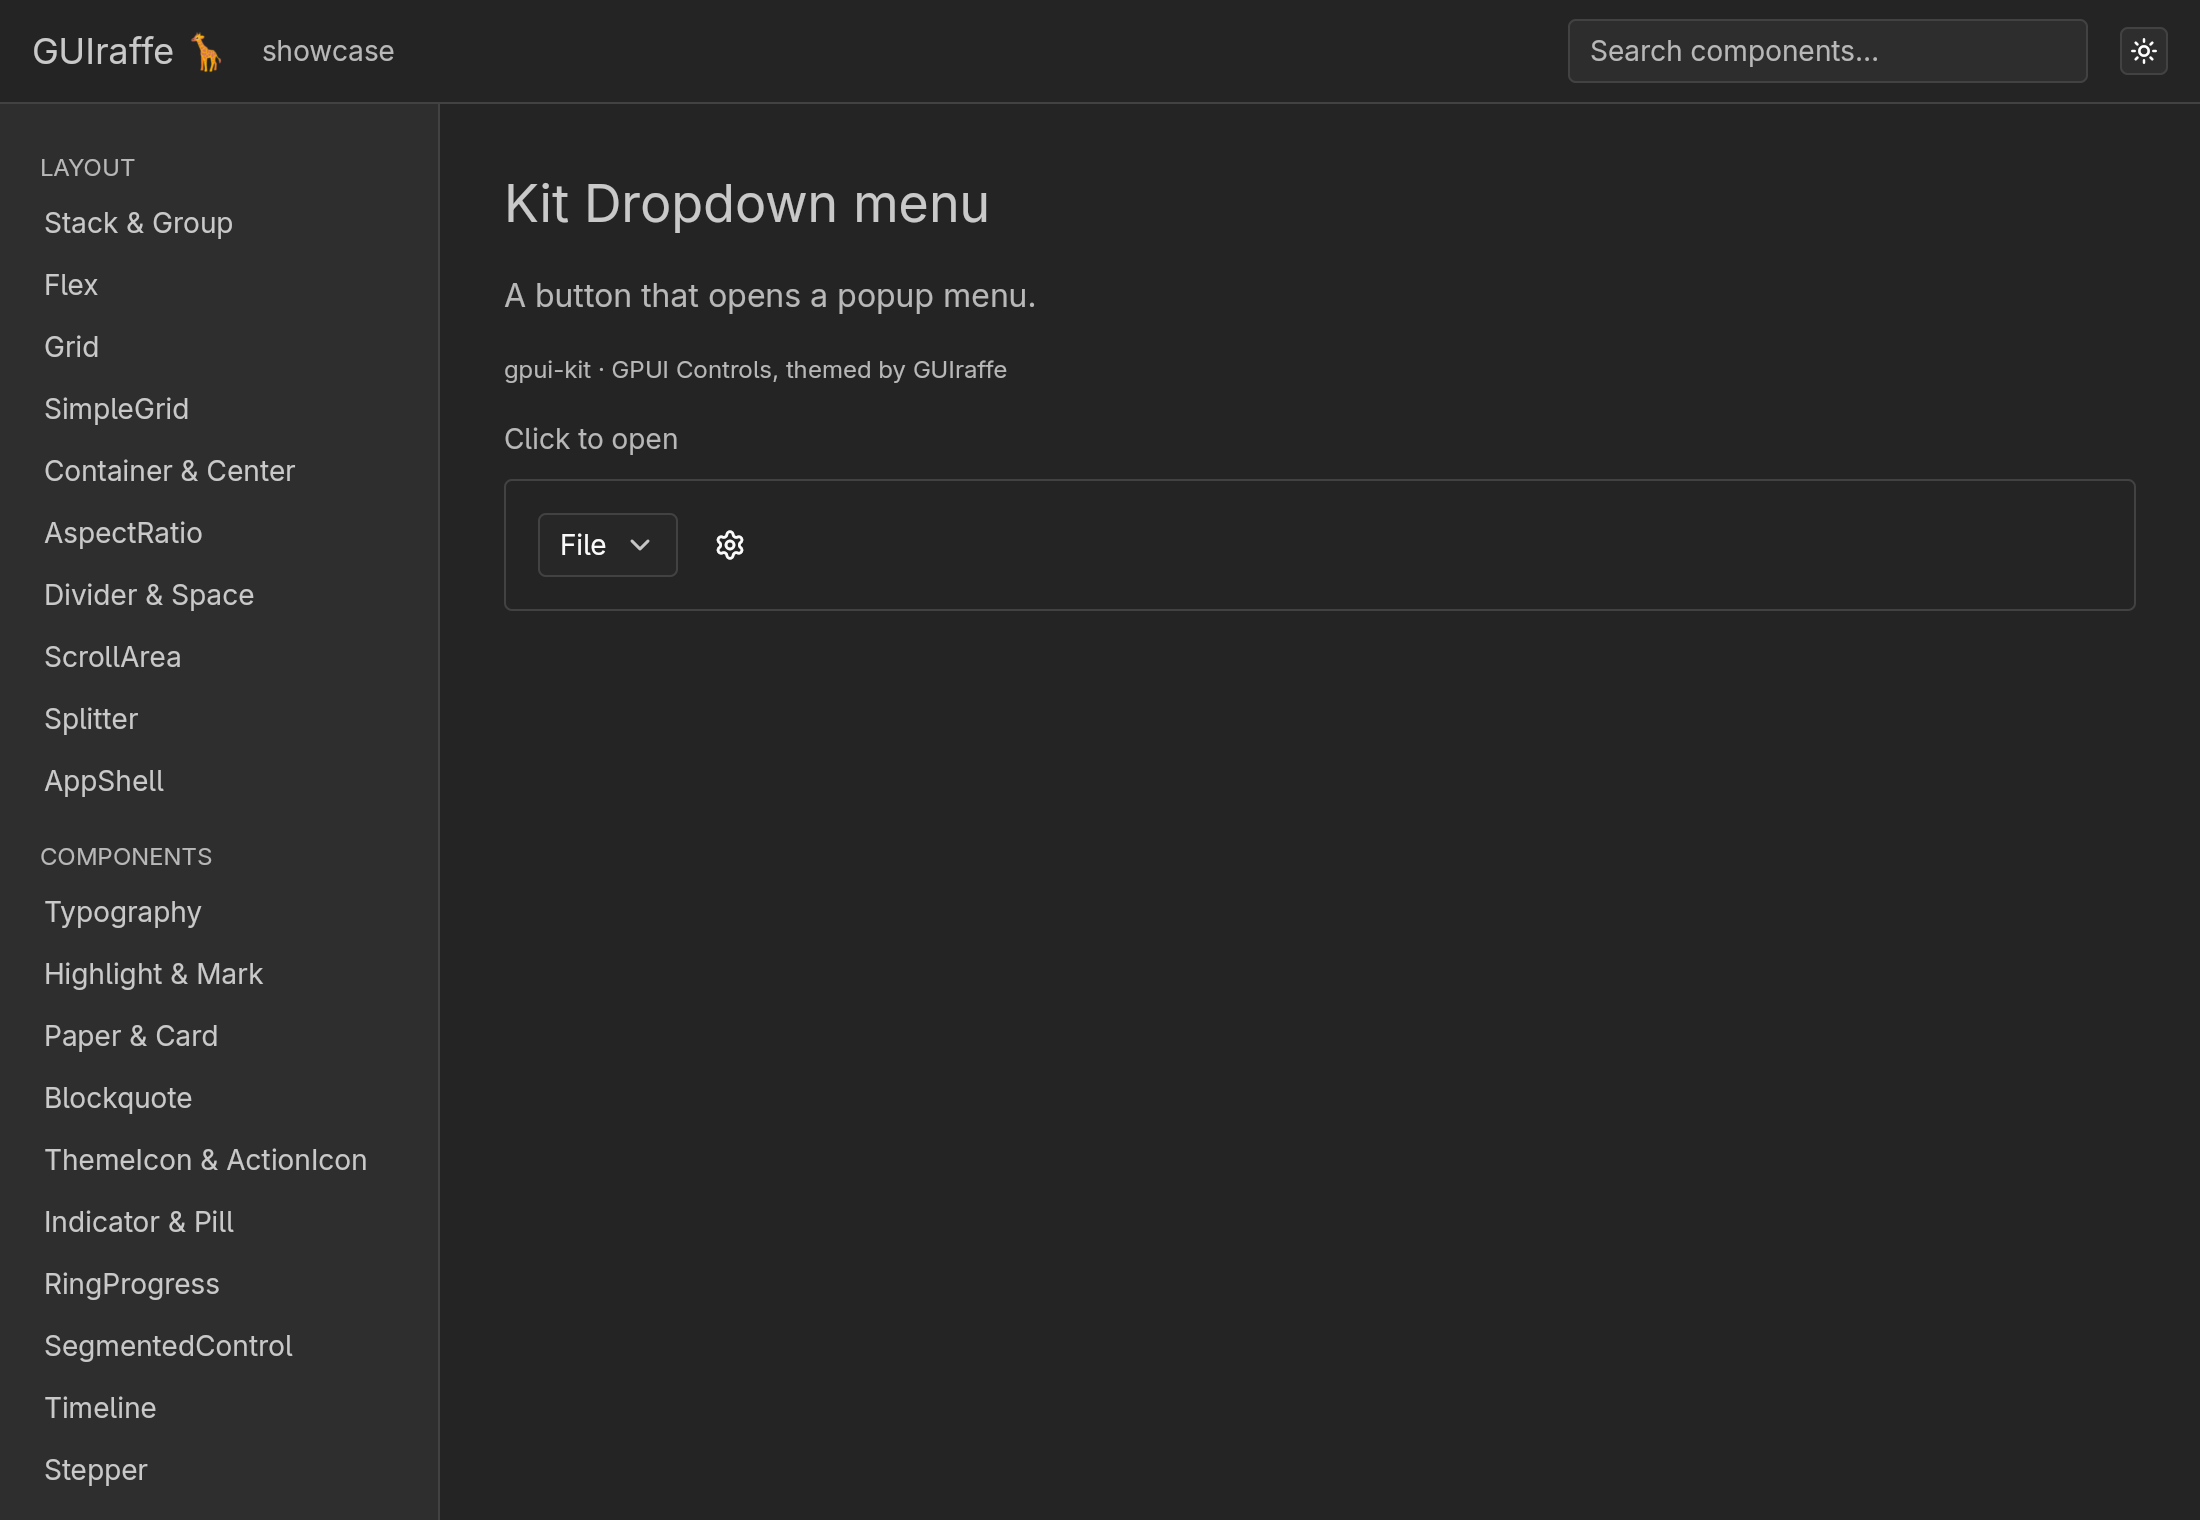 GUIraffe 🦒 showcase
Search components...
LAYOUT
Stack & Group
Flex
Grid
SimpleGrid
Container & Center
AspectRatio
Divider & Space
ScrollArea
Splitter
AppShell
COMPONENTS
Typography
Highlight & Mark
Paper & Card
Blockquote
ThemeIcon & ActionIcon
Indicator & Pill
RingProgress
SegmentedControl
Timeline
Stepper
Kit Dropdown menu
A button that opens a popup menu.
gpui-kit · GPUI Controls, themed by GUIraffe
Click to open
File